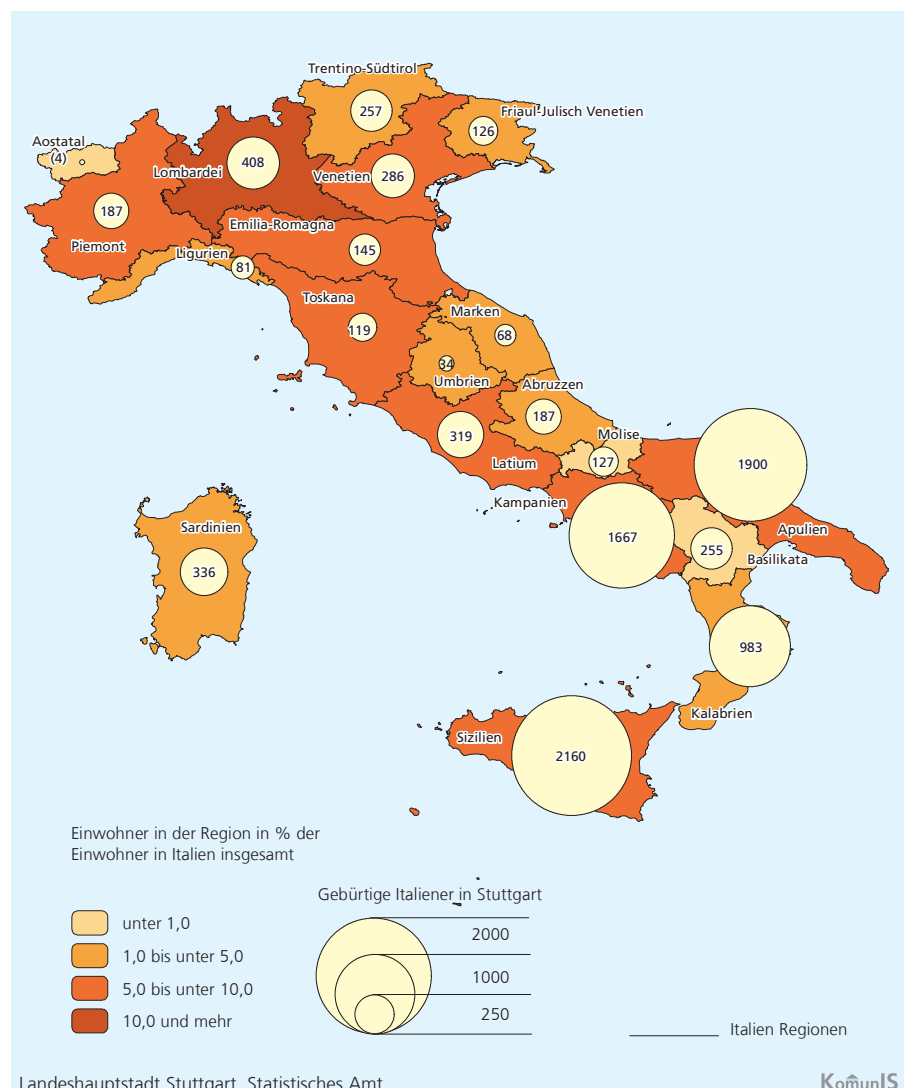 Trentino-Südtirol
257
Friaul-Julisch Venetien
126
Aostatal
(4)
Lombardei
408
Venetien
286
187
Piemont
Emilia-Romagna
145
Ligurien
81
Toskana
119
Marken
68
34
Umbrien
Abruzzen
187
319
Latium
Molise
127
1900
Kampanien
1667
Apulien
255
Basilikata
Sardinien
336
983
Kalabrien
Sizilien
2160
Einwohner in der Region in % der
Einwohner in Italien insgesamt
unter 1,0
1,0 bis unter 5,0
5,0 bis unter 10,0
10,0 und mehr
Gebürtige Italiener in Stuttgart
2000
1000
250
Italien Regionen
Landeshauptstadt Stuttgart, Statistisches Amt
KomunIS